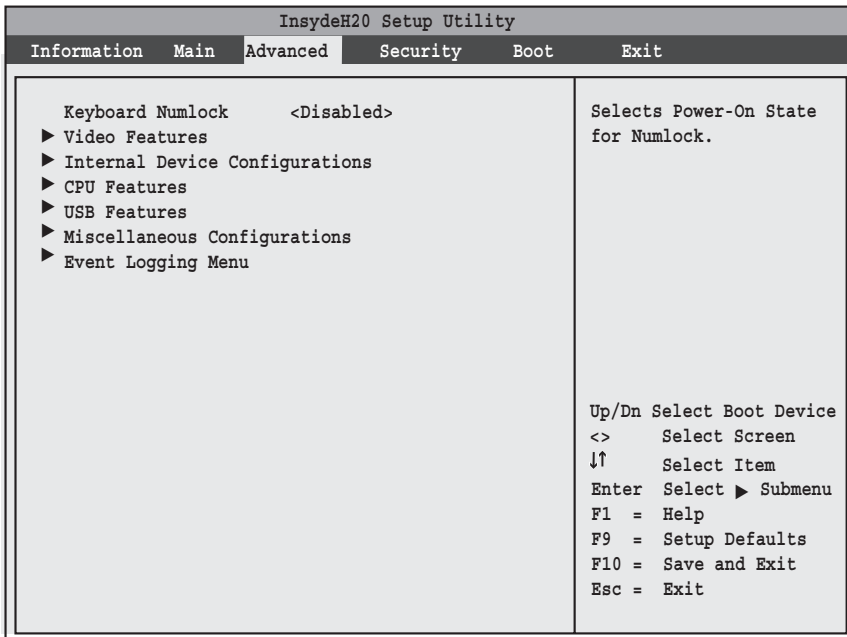 InsydeH20 Setup Utility
Information Main Advanced Security Boot Exit
Keyboard Numlock <Disabled>
▶ Video Features
▶ Internal Device Configurations
▶ CPU Features
▶ USB Features
▶ Miscellaneous Configurations
▶ Event Logging Menu
Selects Power-On State
for Numlock.
Up/Dn Select Boot Device
<> Select Screen
↓↑ Select Item
Enter Select ▶ Submenu
F1 = Help
F9 = Setup Defaults
F10 = Save and Exit
Esc = Exit